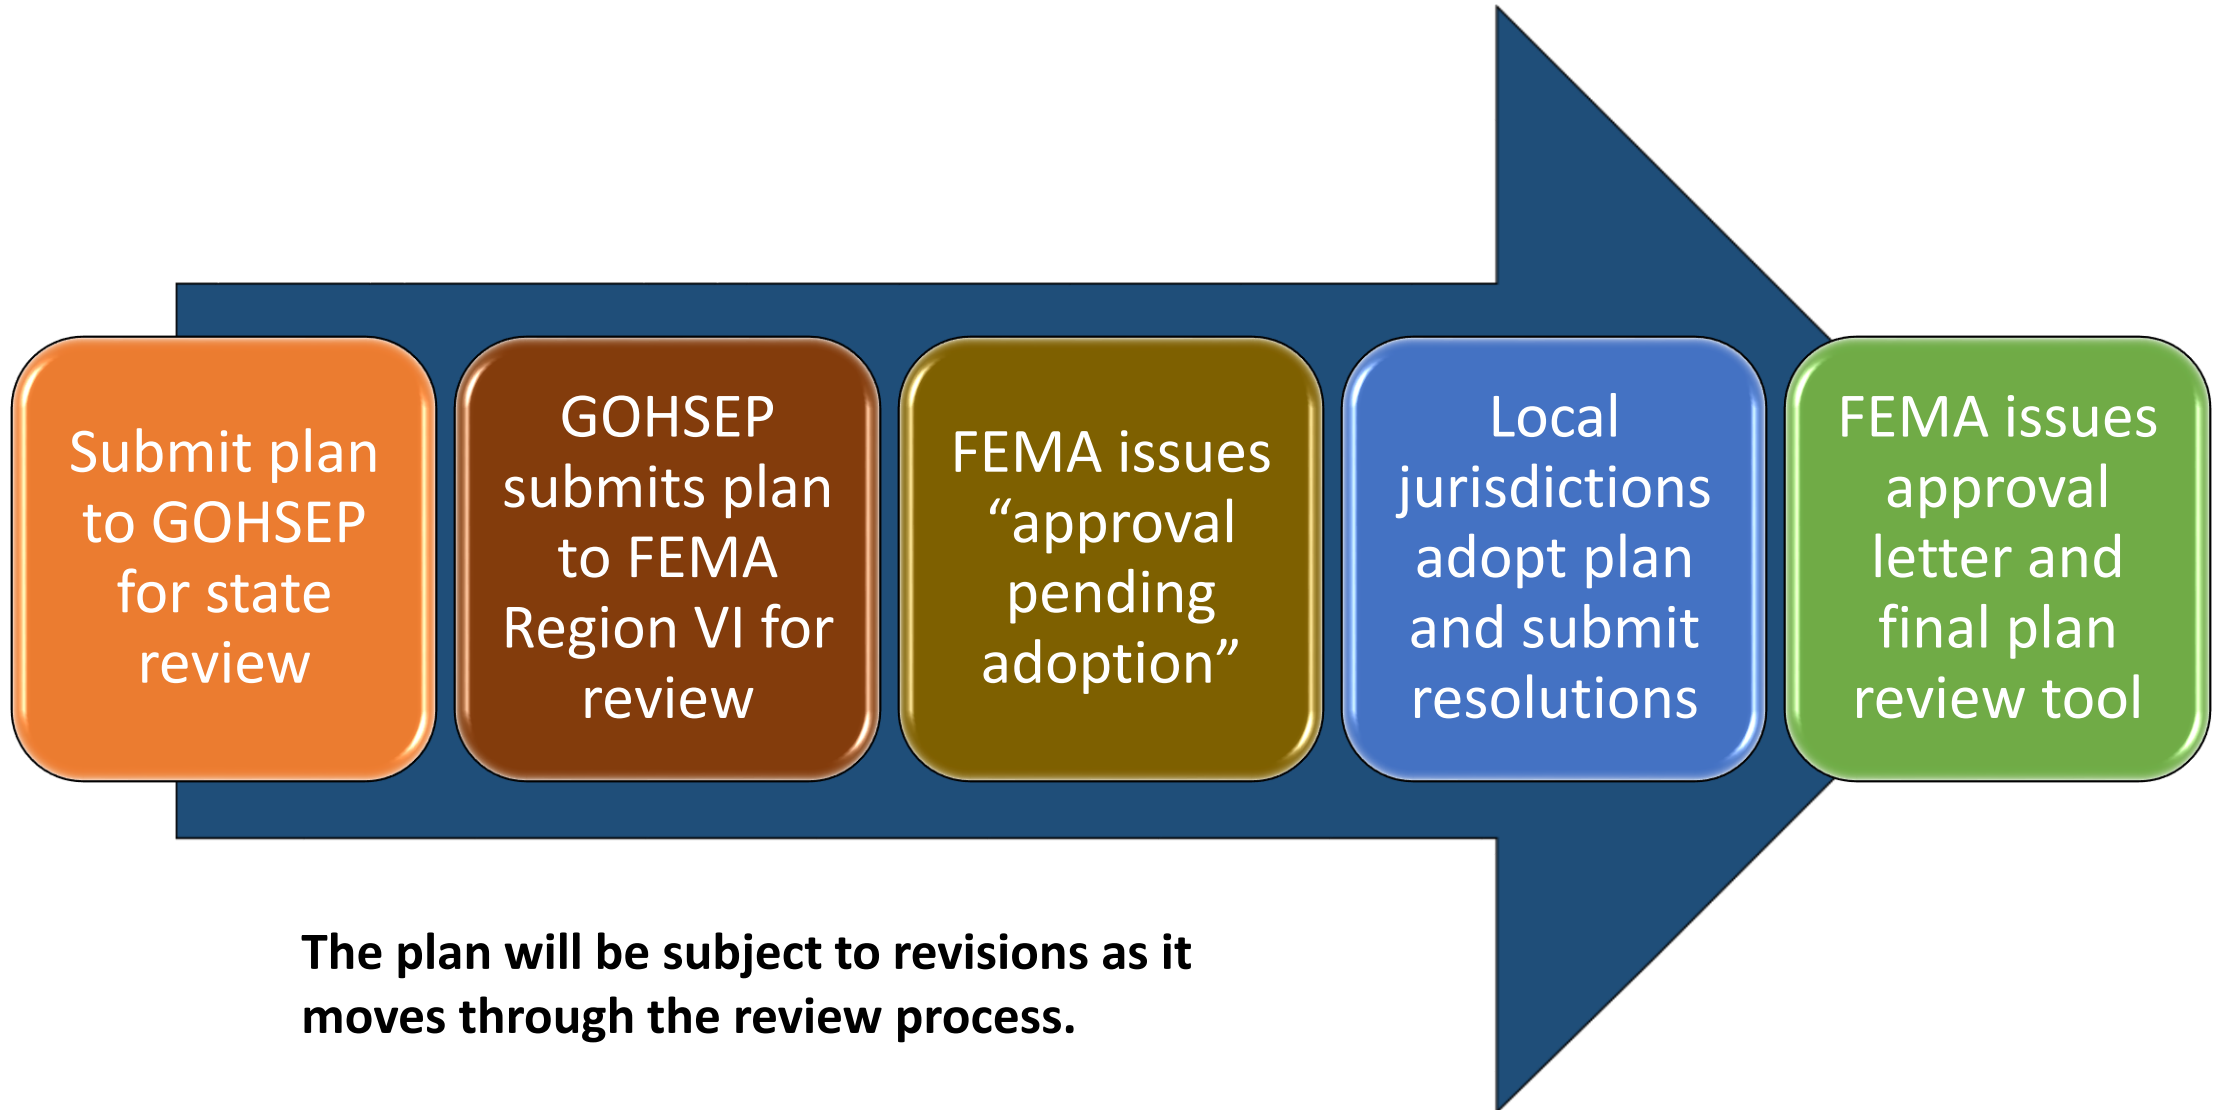 Submit plan
to GOHSEP
for state
review
GOHSEP
submits plan
to FEMA
Region VI for
review
FEMA issues
“approval
pending
adoption”
Local
jurisdictions
adopt plan
and submit
resolutions
FEMA issues
approval
letter and
final plan
review tool
The plan will be subject to revisions as it
moves through the review process.